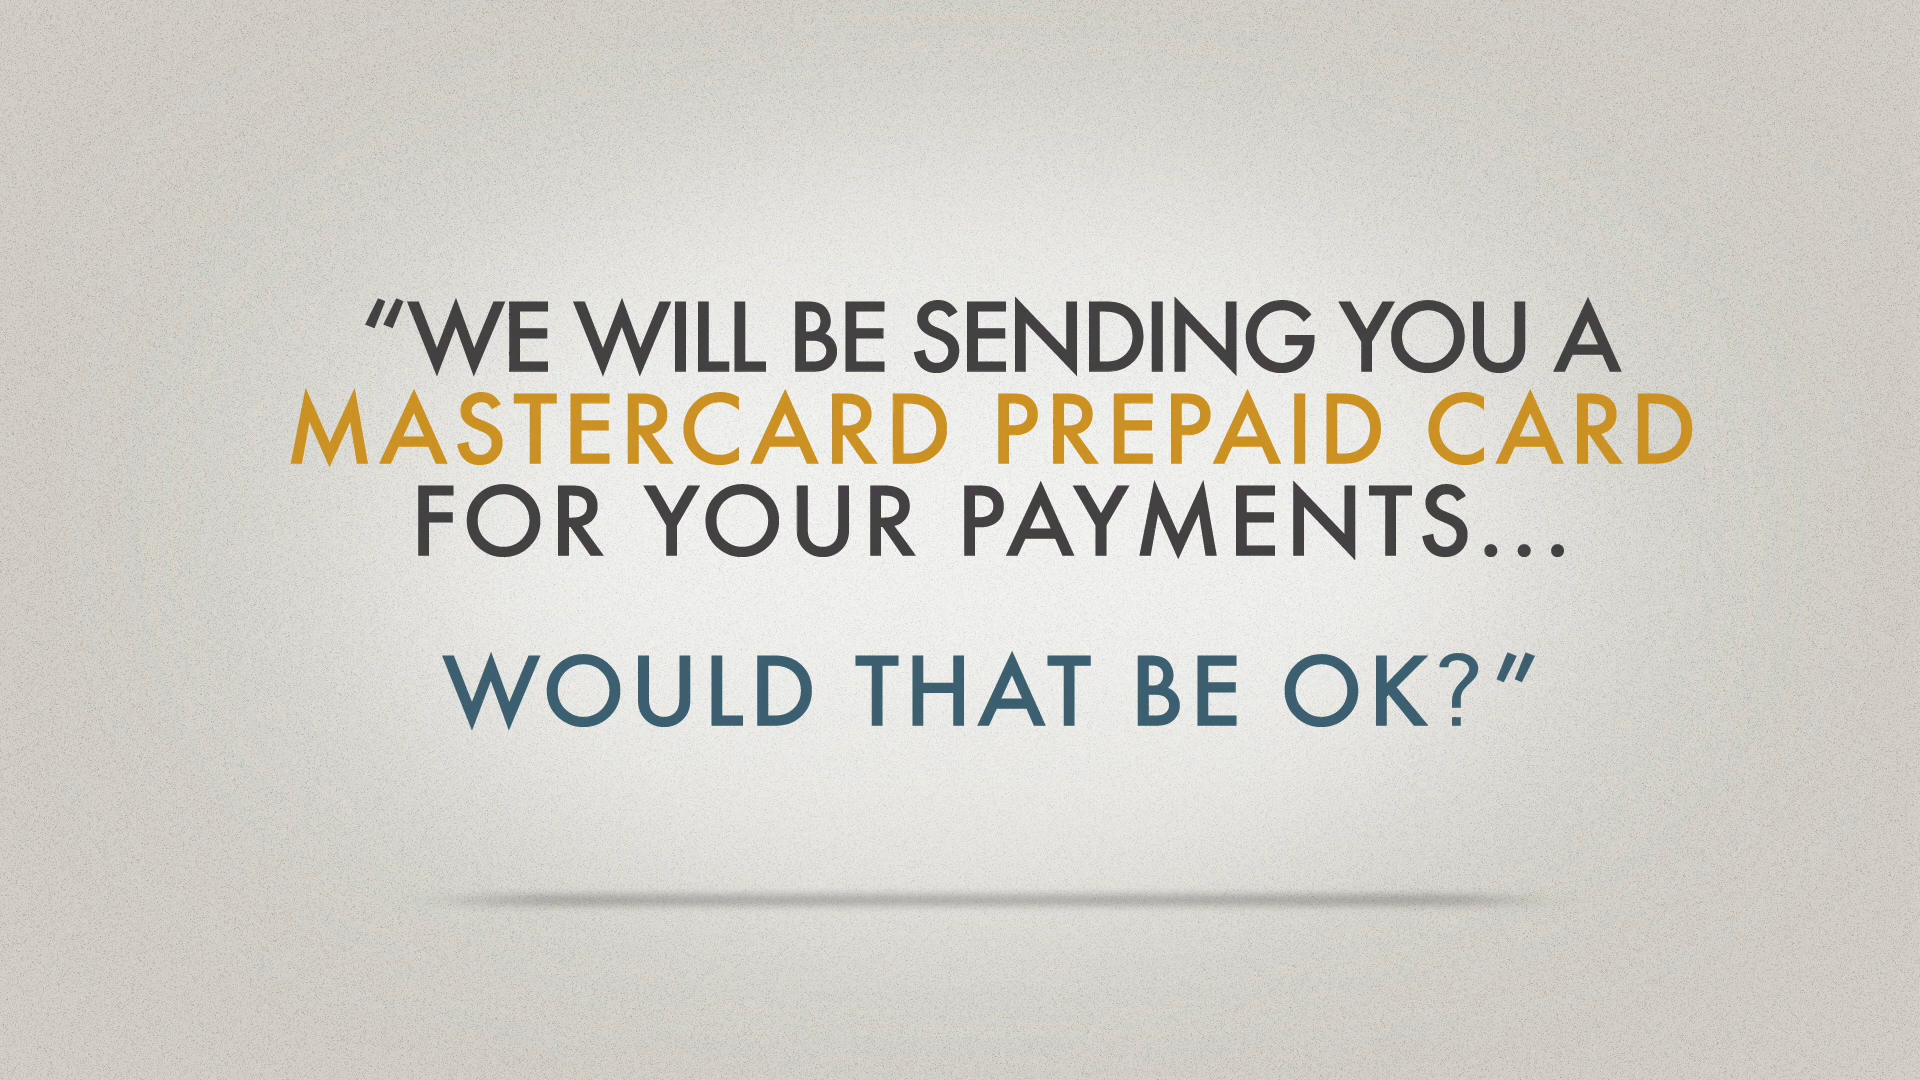 “WE WILL BE SENDING YOU A
MASTERCARD PREPAID CARD
FOR YOUR PAYMENTS...
WOULD THAT BE OK?”